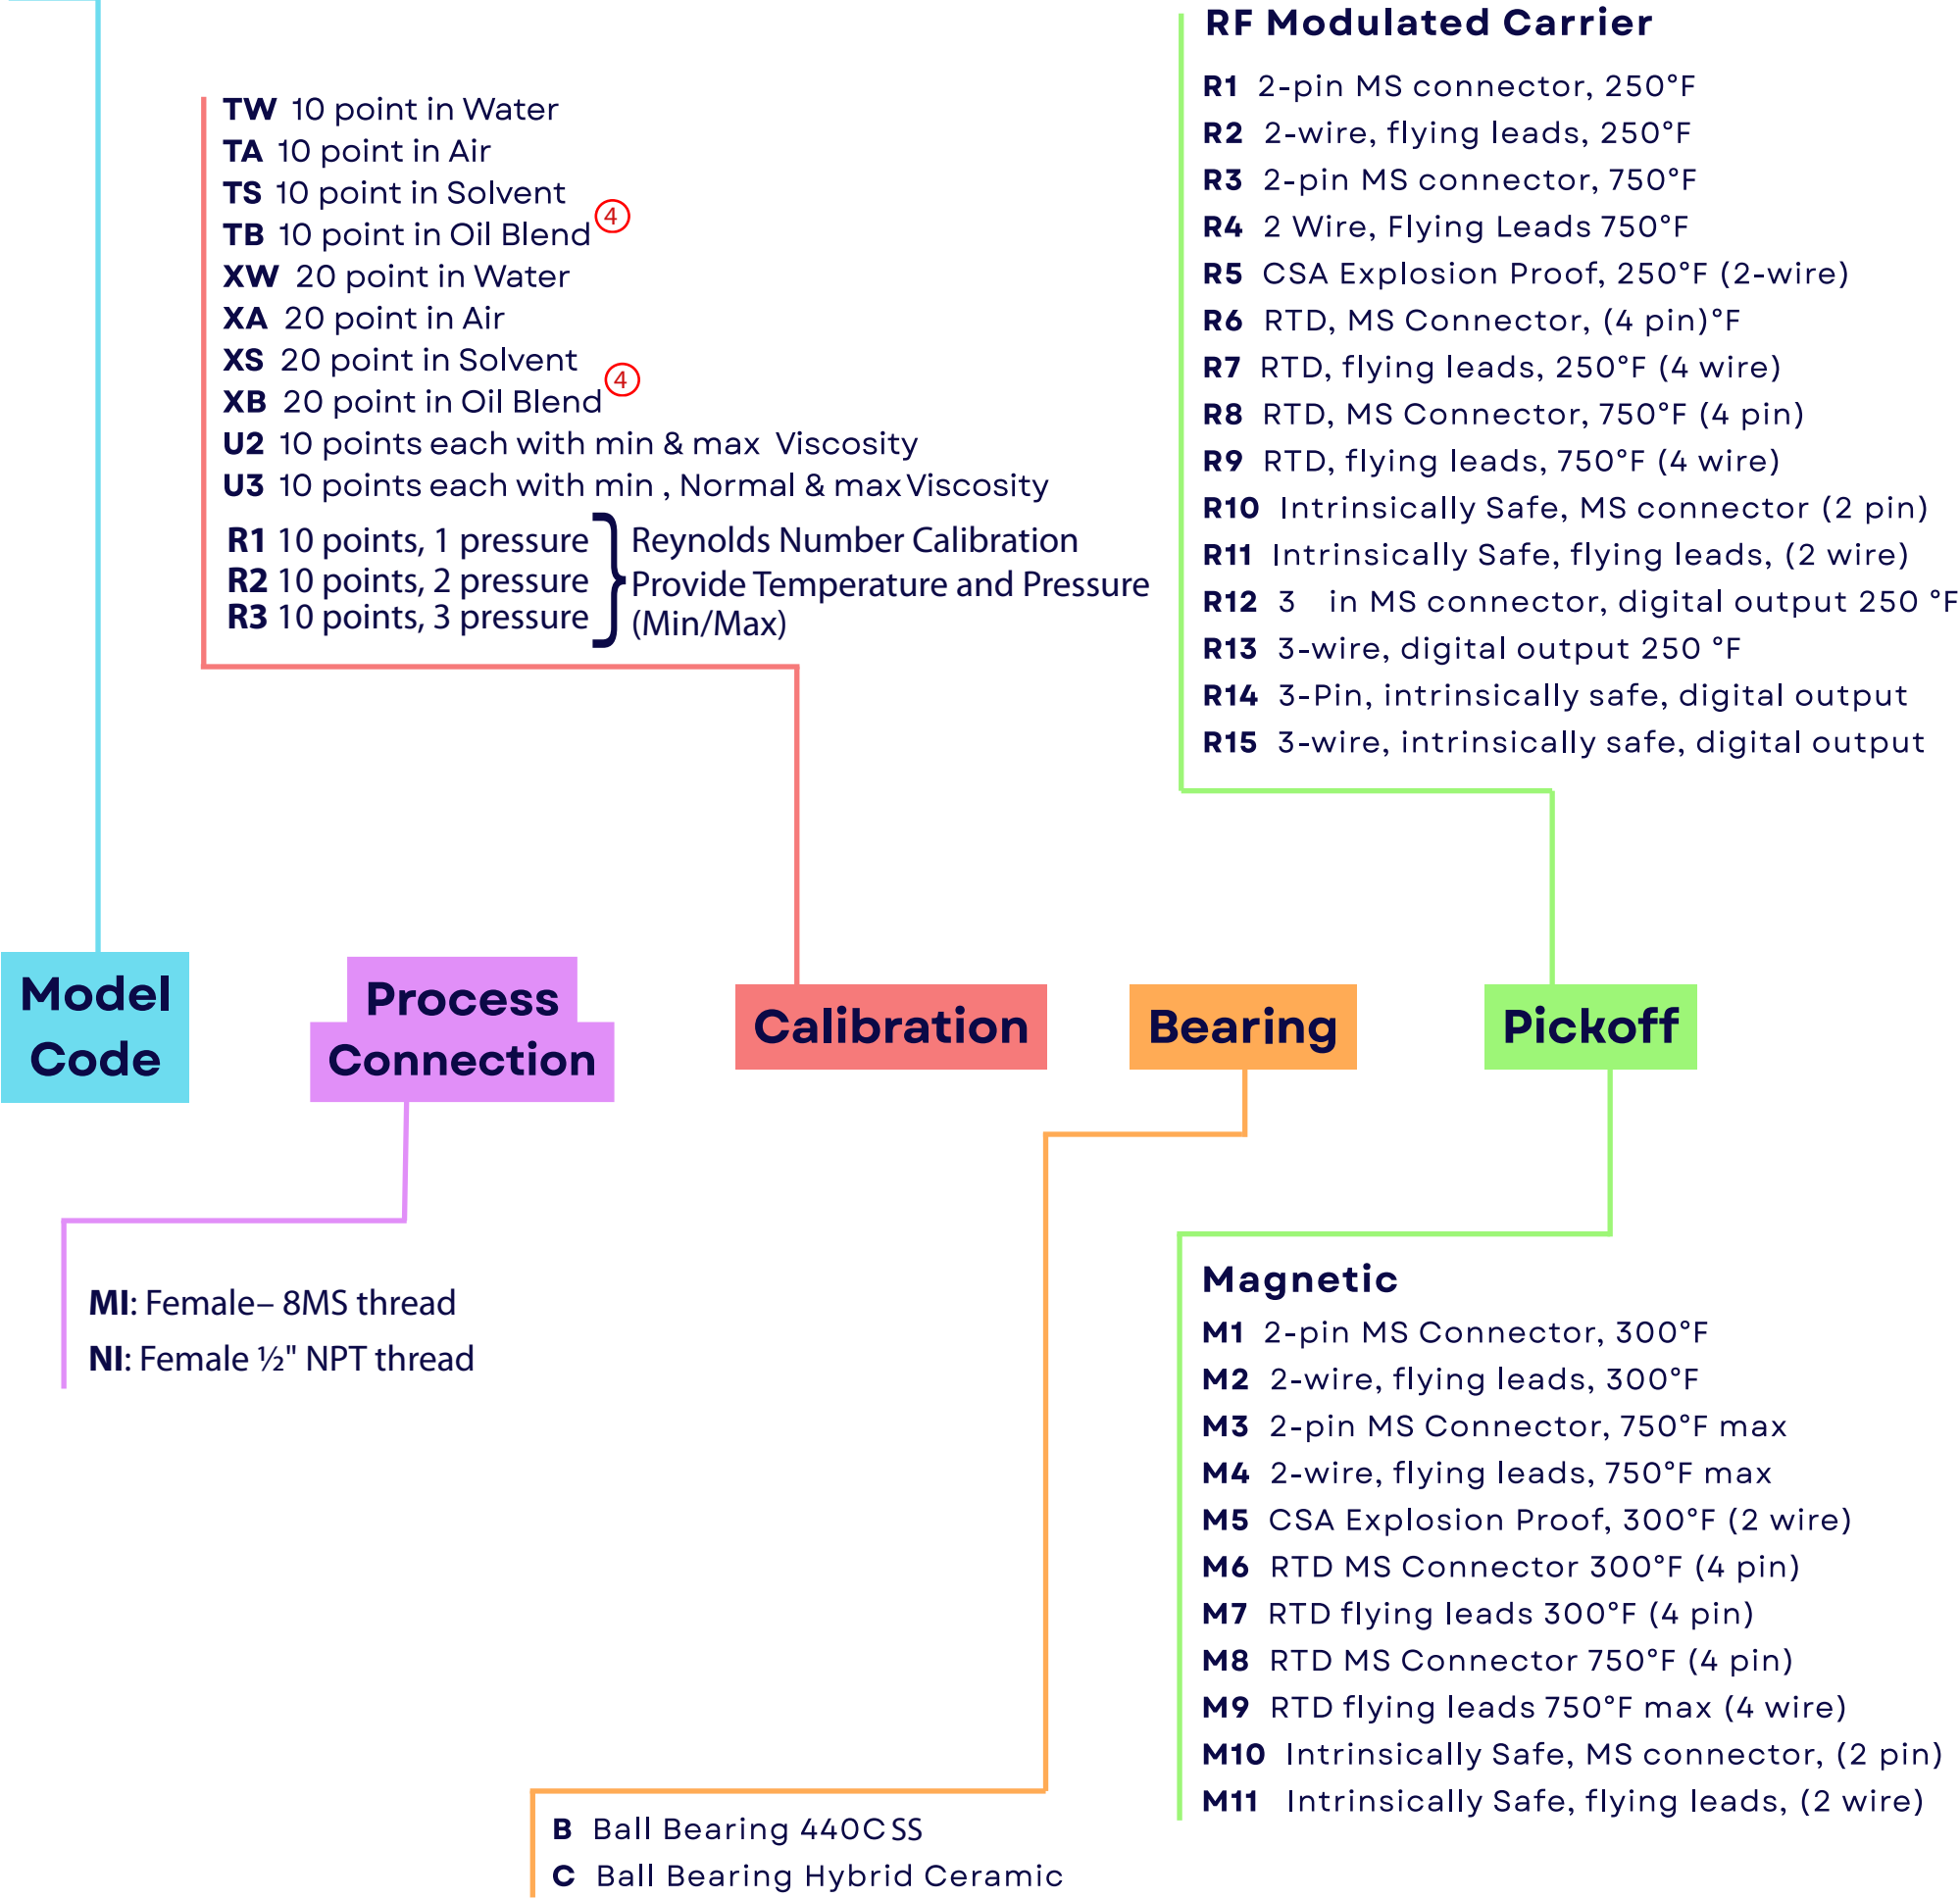 RF Modulated Carrier
R1 2-pin MS connector, 250°F
R2 2-wire, flying leads, 250°F
R3 2-pin MS connector, 750°F
R4 2 Wire, Flying Leads 750°F
R5 CSA Explosion Proof, 250°F (2-wire)
R6 RTD, MS Connector, (4 pin)°F
R7 RTD, flying leads, 250°F (4 wire)
R8 RTD, MS Connector, 750°F (4 pin)
R9 RTD, flying leads, 750°F (4 wire)
R10 Intrinsically Safe, MS connector (2 pin)
R11 Intrinsically Safe, flying leads, (2 wire)
R12 3 in MS connector, digital output 250 °F
R13 3-wire, digital output 250 °F
R14 3-Pin, intrinsically safe, digital output
R15 3-wire, intrinsically safe, digital output
TW 10 point in Water
TA 10 point in Air
TS 10 point in Solvent
TB 10 point in Oil Blend ④
XW 20 point in Water
XA 20 point in Air
XS 20 point in Solvent
XB 20 point in Oil Blend ④
U2 10 points each with min & max Viscosity
U3 10 points each with min , Normal & max Viscosity
R1 10 points, 1 pressure
R2 10 points, 2 pressure
R3 10 points, 3 pressure
Reynolds Number Calibration
Provide Temperature and Pressure
(Min/Max)
Model
Code
Process
Connection
Calibration
Bearing
Pickoff
MI: Female– 8MS thread
NI: Female ½" NPT thread
Magnetic
M1 2-pin MS Connector, 300°F
M2 2-wire, flying leads, 300°F
M3 2-pin MS Connector, 750°F max
M4 2-wire, flying leads, 750°F max
M5 CSA Explosion Proof, 300°F (2 wire)
M6 RTD MS Connector 300°F (4 pin)
M7 RTD flying leads 300°F (4 pin)
M8 RTD MS Connector 750°F (4 pin)
M9 RTD flying leads 750°F max (4 wire)
M10 Intrinsically Safe, MS connector, (2 pin)
M11 Intrinsically Safe, flying leads, (2 wire)
B Ball Bearing 440C SS
C Ball Bearing Hybrid Ceramic